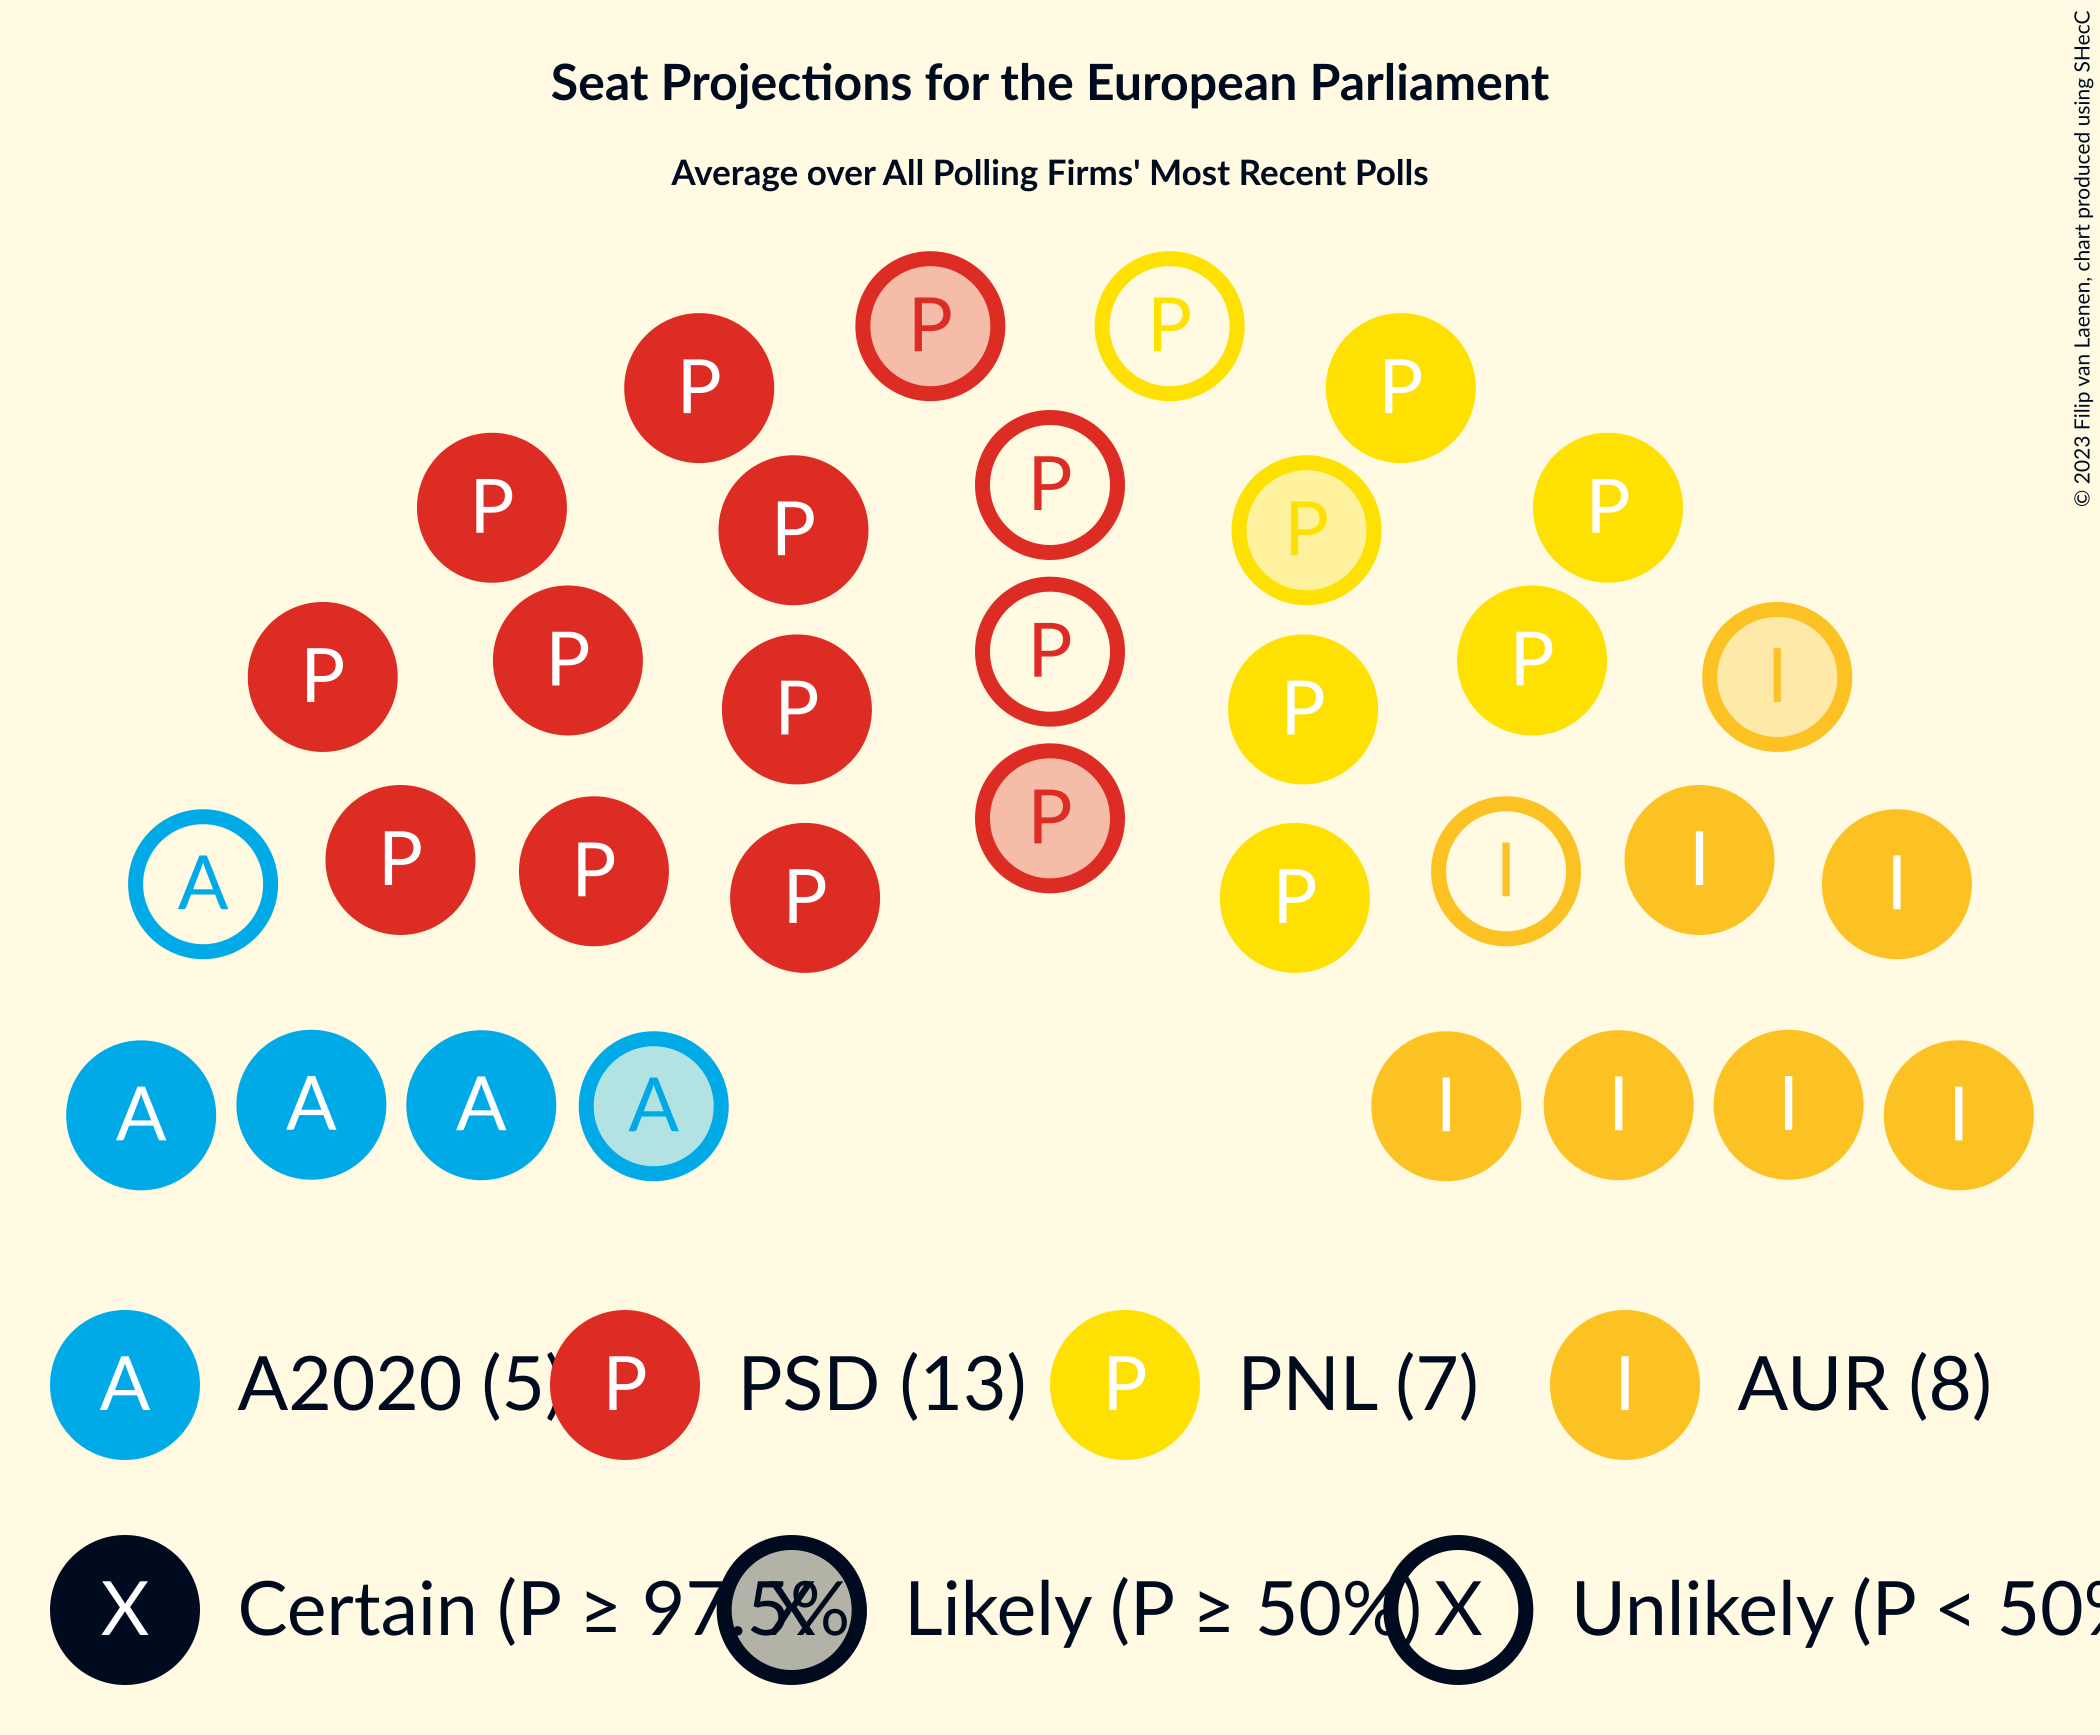 Seat Projections for the European Parliament
Average over All Polling Firms' Most Recent Polls
© 2023 Filip van Laenen, chart produced using SHecC
P P
P P
P P
P P P
P P
P P P I
P P
A P P P P P I I I
A A A A I I I I
A A2020 (5) P PSD (13) P PNL (7) I AUR (8)
X Certain (P ≥ 97.5% X Likely (P ≥ 50%) X Unlikely (P < 50%